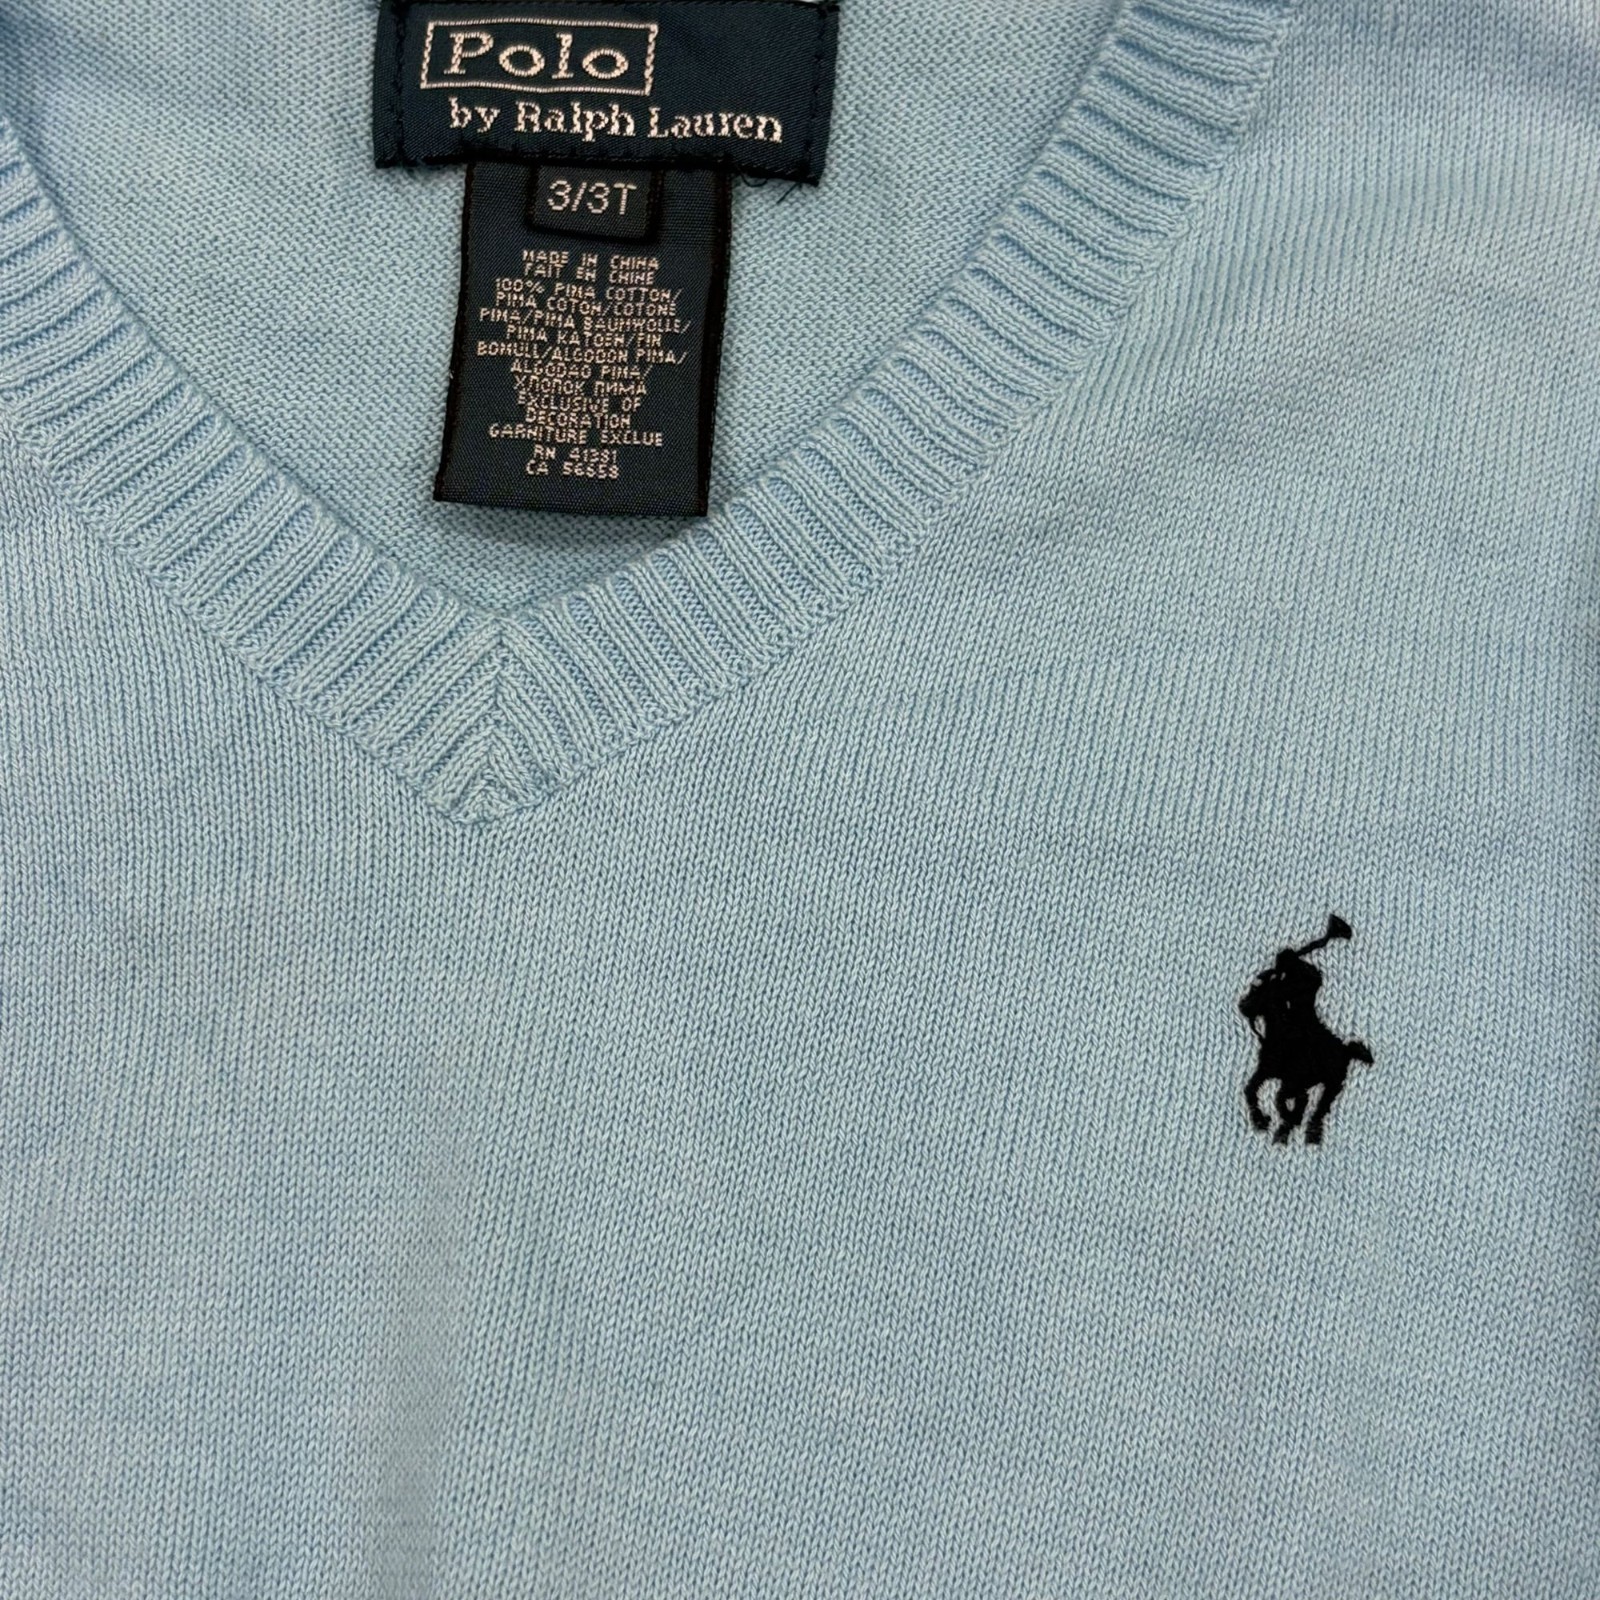 Polo
by Ralph Lauren
3/3T
MADE IN CHINA
FAIT EN CHINE
100% PIMA COTTON/
PIMA COTON/COTONE
PIMA/PIMA BAUMWOLLE/
PIMA KATOEN/FIN
BOMULL/ALGODON PIMA/
ALGODAO PIMA/
ХЛОПОК ПИМА
EXCLUSIVE OF
DECORATION
GARNITURE EXCLUE
RN 41381
CA 56658